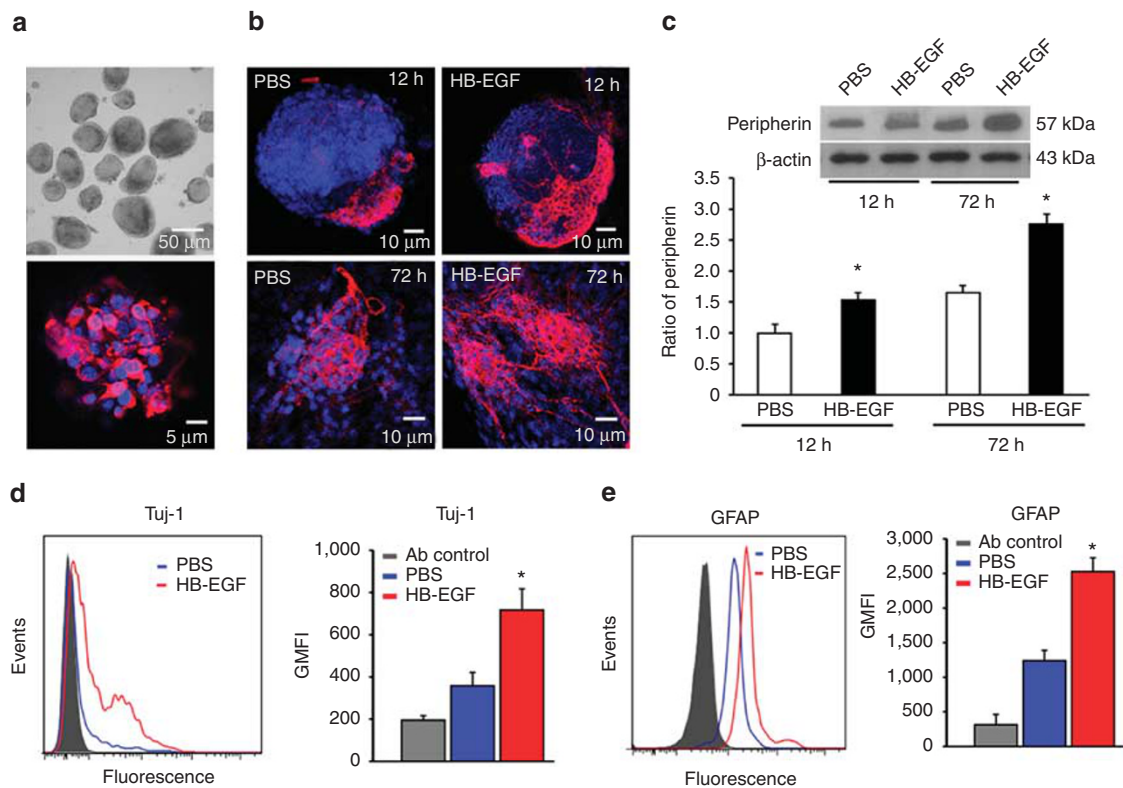 a
50 μm
5 μm
b
PBS 12 h
10 μm
HB-EGF 12 h
10 μm
PBS 72 h
10 μm
HB-EGF 72 h
10 μm
c
PBS HB-EGF PBS HB-EGF
Peripherin 57 kDa
β-actin 43 kDa
12 h 72 h
Ratio of peripherin
3.5
3.0
2.5
2.0
1.5
1.0
0.5
0
*
*
PBS HB-EGF PBS HB-EGF
12 h 72 h
d
Tuj-1
PBS
HB-EGF
Events
Fluorescence
Tuj-1
Ab control
PBS
HB-EGF
*
GMFI
1,000
800
600
400
200
0
e
GFAP
PBS
HB-EGF
Events
Fluorescence
GFAP
Ab control
PBS
HB-EGF
*
GMFI
3,000
2,500
2,000
1,500
1,000
500
0